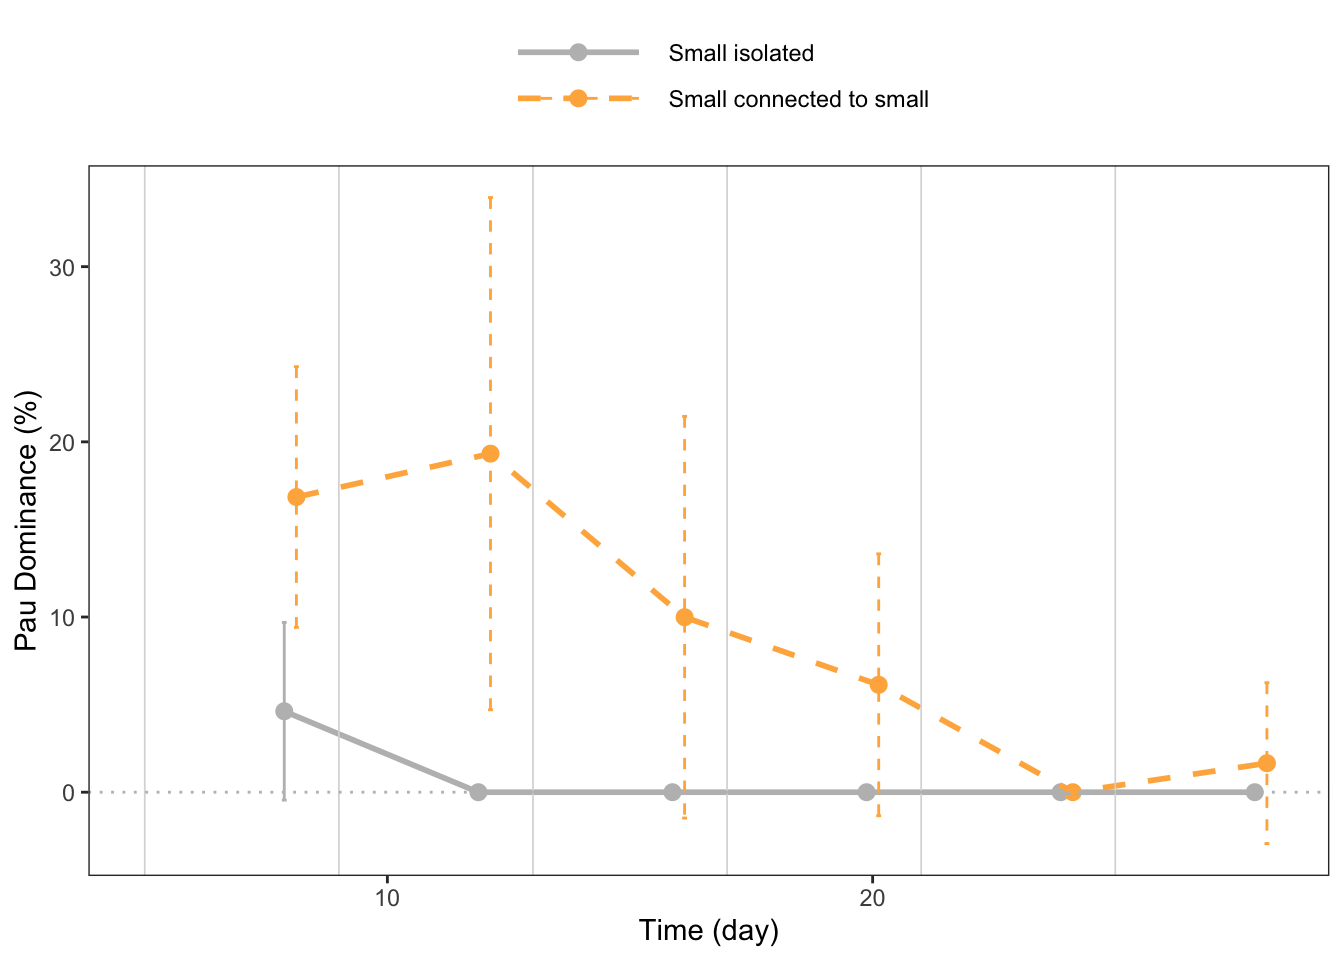 Small isolated
Small connected to small
30
20
10
0
Pau Dominance (%)
10 20
Time (day)